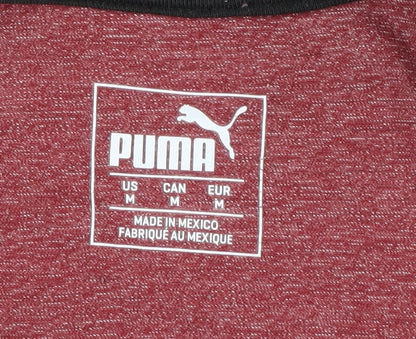 PUMA
US CAN EUR
M M M
MADE IN MEXICO
FABRIQUÉ AU MEXIQUE